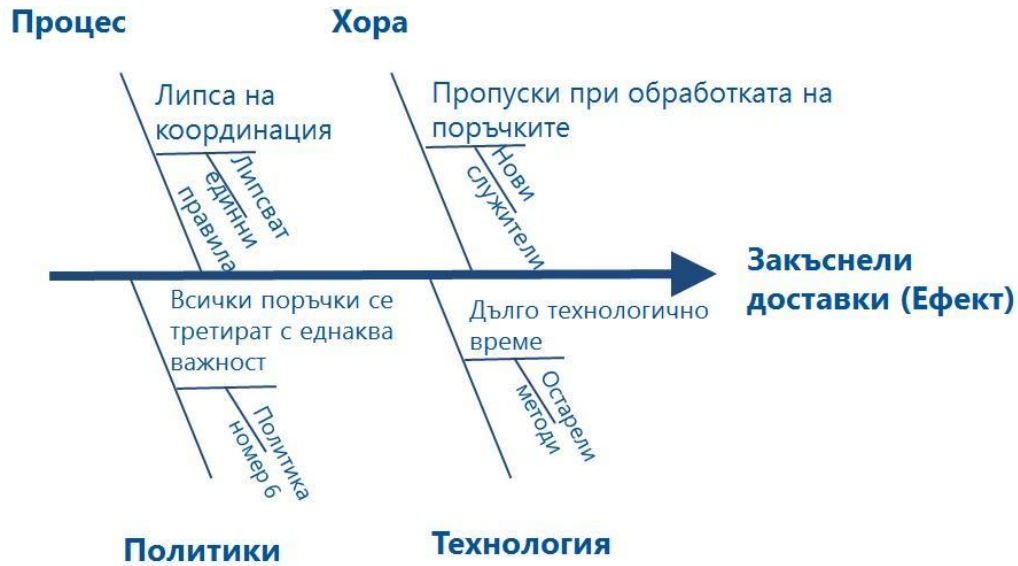 Процес
Хора
Липса на
координация
Липсват
единни
правила
Пропуски при обработката на
поръчките
Нови
служители
Закъснели
доставки (Ефект)
Всички поръчки се
третират с еднаква
важност
Политика
номер 6
Дълго технологично
време
Остарели
методи
Политики
Технология